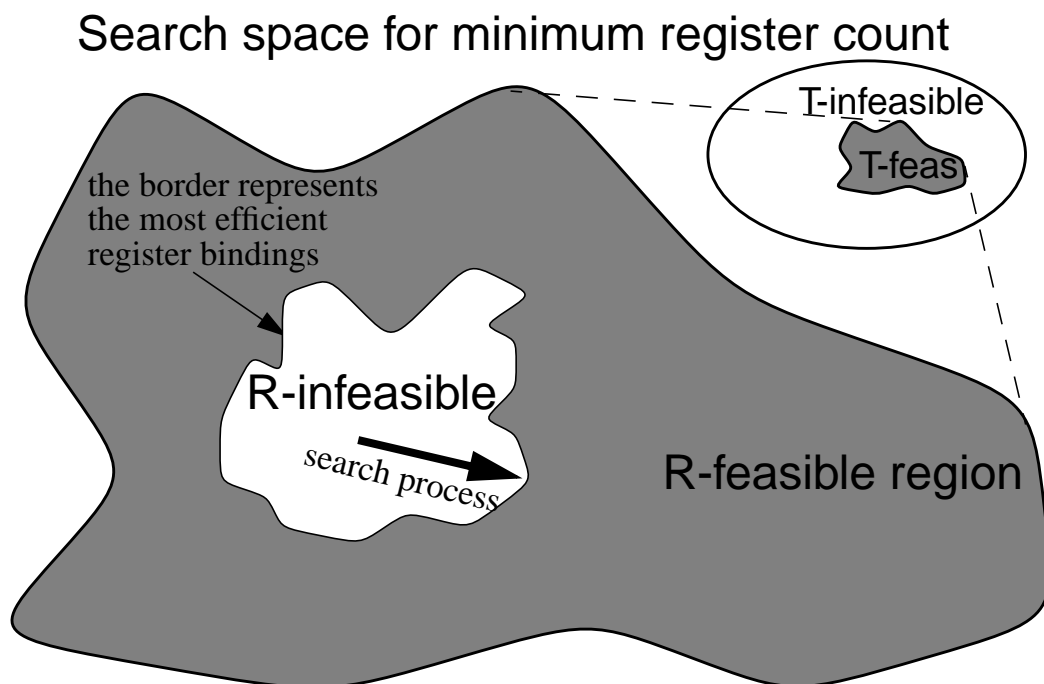 Search space for minimum register count
T-infeasible
T-feas
the border represents
the most efficient
register bindings
R-infeasible
search process
R-feasible region